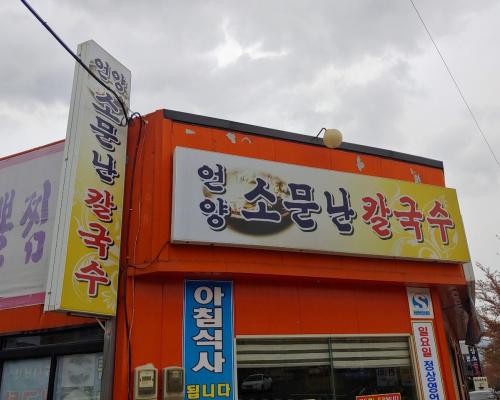 언양
소문난
칼국수
언양
소문난 칼국수
아침식사
됩니다
일요일 정상영업